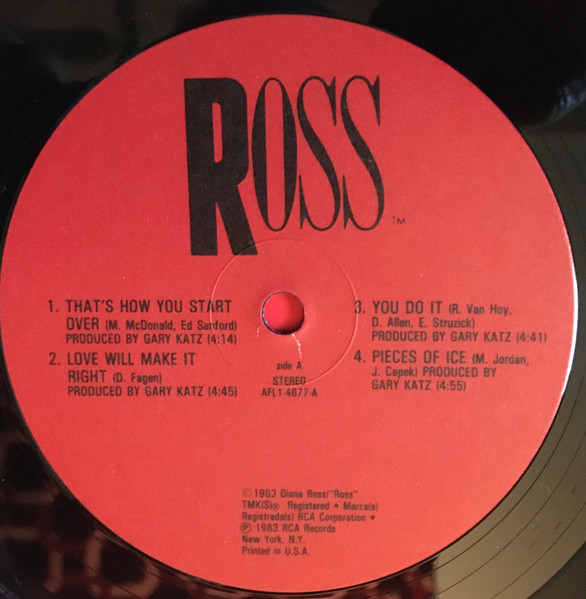 ROSS
TM
1. THAT'S HOW YOU START
OVER (M. McDonald, Ed Sanford)
PRODUCED BY GARY KATZ (4:14)
2. LOVE WILL MAKE IT
RIGHT (D. Fagen)
PRODUCED BY GARY KATZ (4:45)
side A
STEREO
AFL1-4677-A
3. YOU DO IT (R. Van Hoy,
D. Allen, E. Struzick)
PRODUCED BY GARY KATZ (4:41)
4. PIECES OF ICE (M. Jordan,
J. Capek) PRODUCED BY
GARY KATZ (4:55)
©1983 Diana Ross/"Ross"
TMK(S)® Registered • Marca(s)
Registrada(s) RCA Corporation •
℗ 1983 RCA Records
New York, N.Y.
Printed in U.S.A.